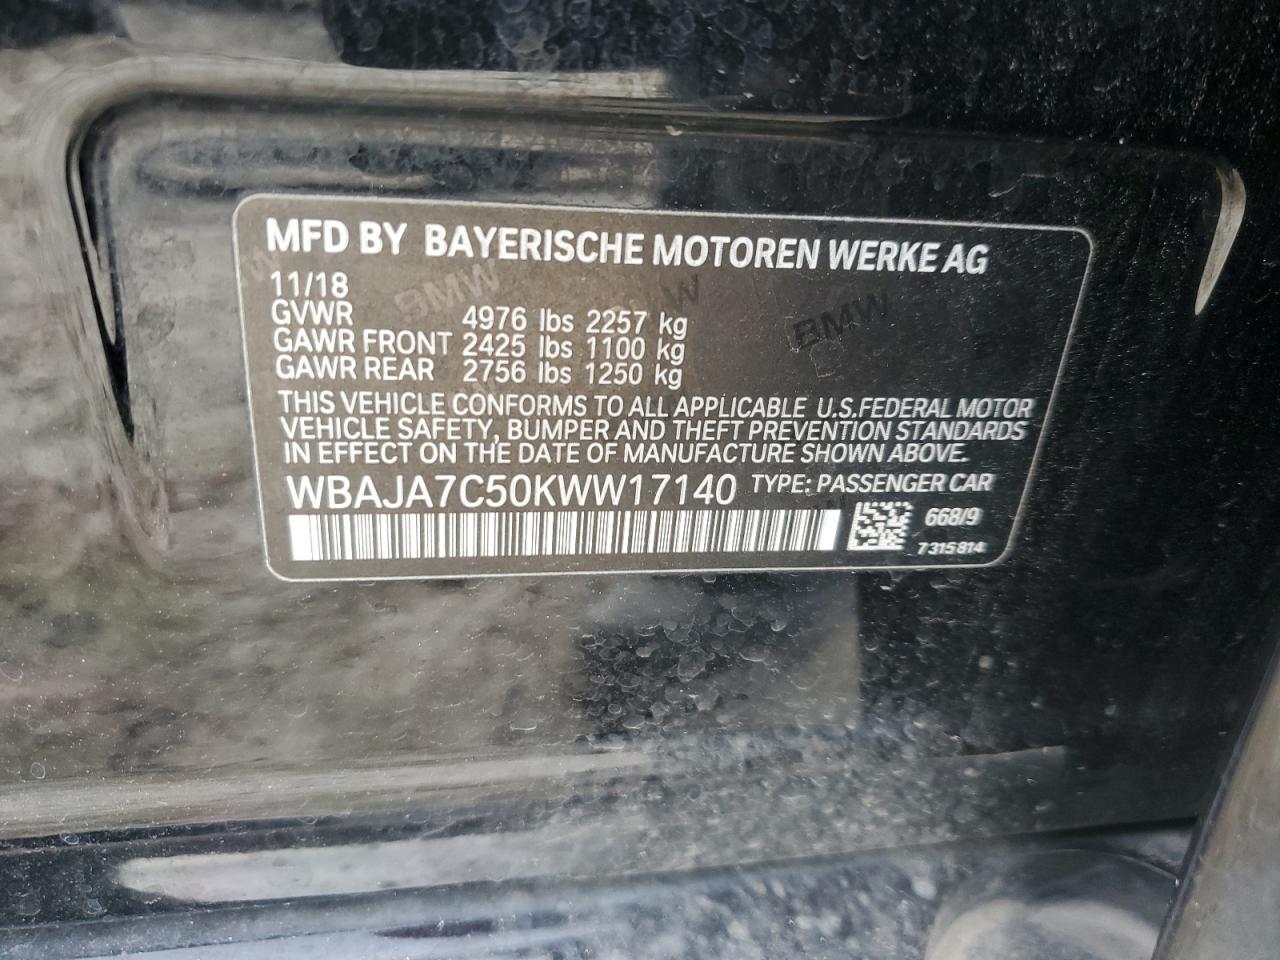 MFD BY BAYERISCHE MOTOREN WERKE AG
11/18
GVWR 4976 lbs 2257 kg
GAWR FRONT 2425 lbs 1100 kg
GAWR REAR 2756 lbs 1250 kg
THIS VEHICLE CONFORMS TO ALL APPLICABLE U.S.FEDERAL MOTOR
VEHICLE SAFETY, BUMPER AND THEFT PREVENTION STANDARDS
IN EFFECT ON THE DATE OF MANUFACTURE SHOWN ABOVE.
WBAJA7C50KWW17140 TYPE: PASSENGER CAR
668/9
7315814
BMW
BMW